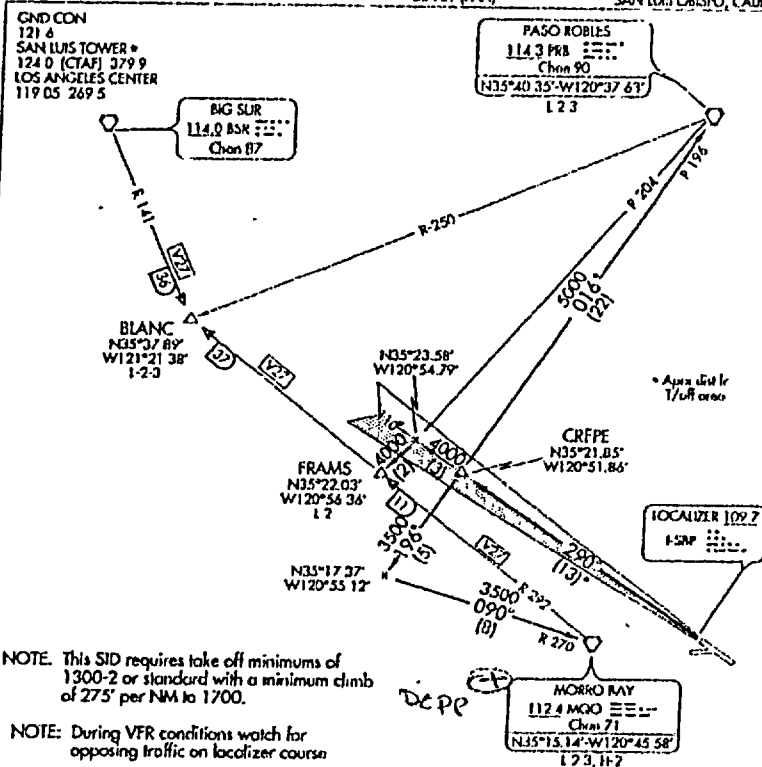 GND CON
121 6
SAN LUIS TOWER *
124 0 (CTAF) 379 9
LOS ANGELES CENTER
119 05 269 5
SAN LUIS OBISPO,
PASO ROBLES
114.3 PRB
Chan 90
N35°40 35'-W120°37 63'
L 2 3
BIG SUR
114.0 BSR
Chan 87
R 141
V27
36
R-250
P 204
P 196
5000
016°
(22)
BLANC
N35°37 89'
W121°21 38'
L-2-3
37
V27
N35°23.58'
W120°54.79'
* Aprx dist fr
T/off area
110°
4000
(2)
4000
(3)
CREPE
N35°21.85'
W120°51.86'
FRAMS
N35°22.03'
W120°56 36'
L 2
11
LOCALIZER 109.7
I-SBP
3500
196°
(5)
V27
290°
(13)*
N35°17 37'
W120°55 12'
3500
090°
(8)
R 292
R 270
NOTE. This SID requires take off minimums of
1300-2 or standard with a minimum climb
of 275' per NM to 1700.
DCPP
MORRO BAY
112.4 MQO
Chan 71
N35°15.14'-W120°45 58'
L 2 3, H-2
NOTE: During VFR conditions watch for
opposing traffic on localizer course